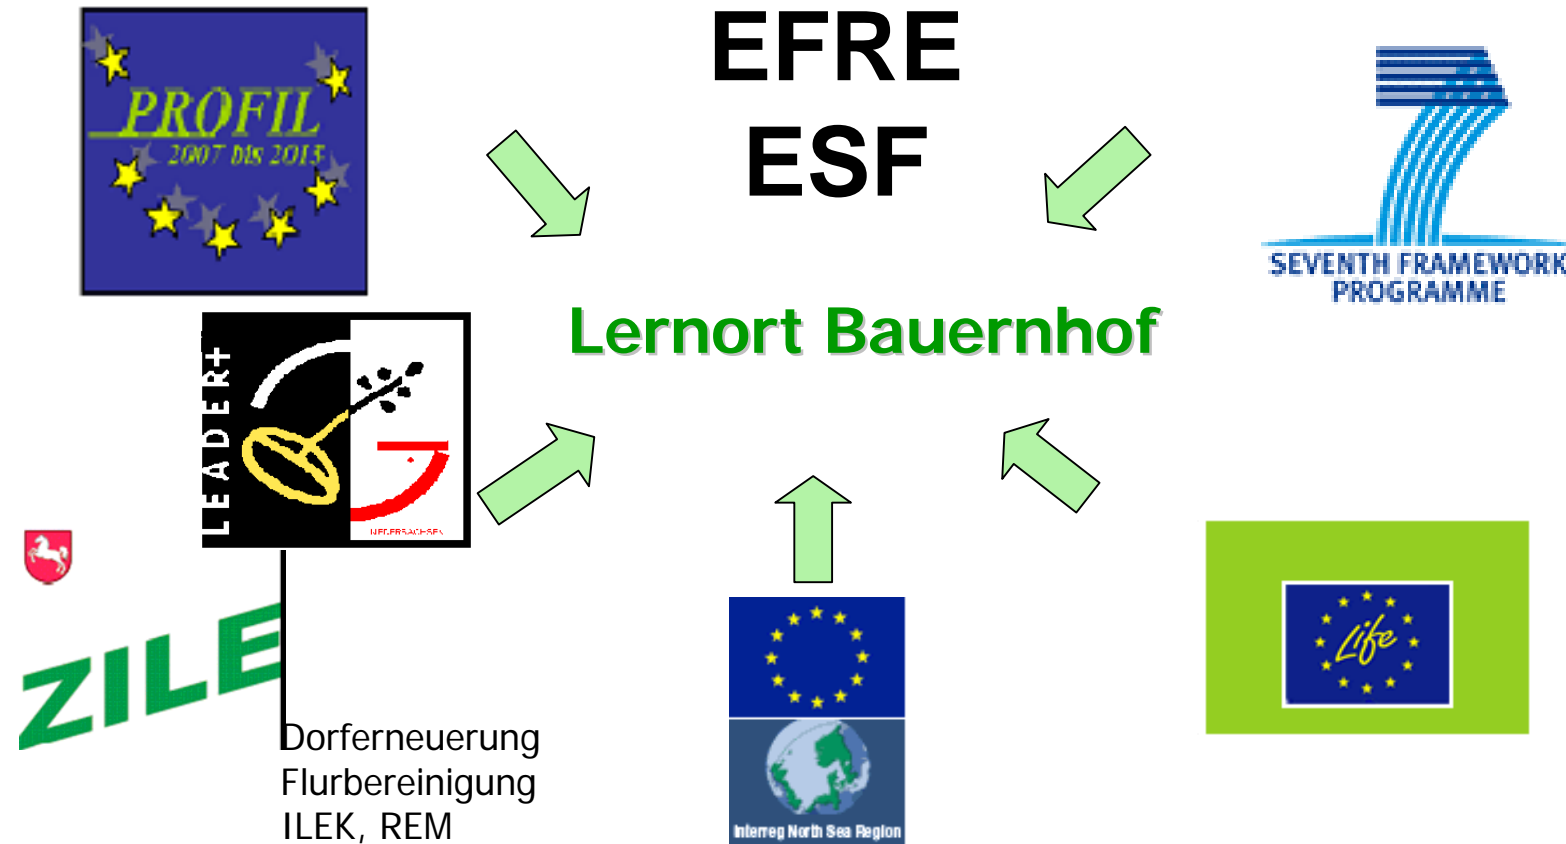 EFRE
ESF
PROFIL
2007 bis 2013
SEVENTH FRAMEWORK
PROGRAMME
Lernort Bauernhof
LEADER+
NIEDERSACHSEN
ZILE
Dorferneuerung
Flurbereinigung
ILEK, REM
Interreg North Sea Region
Life